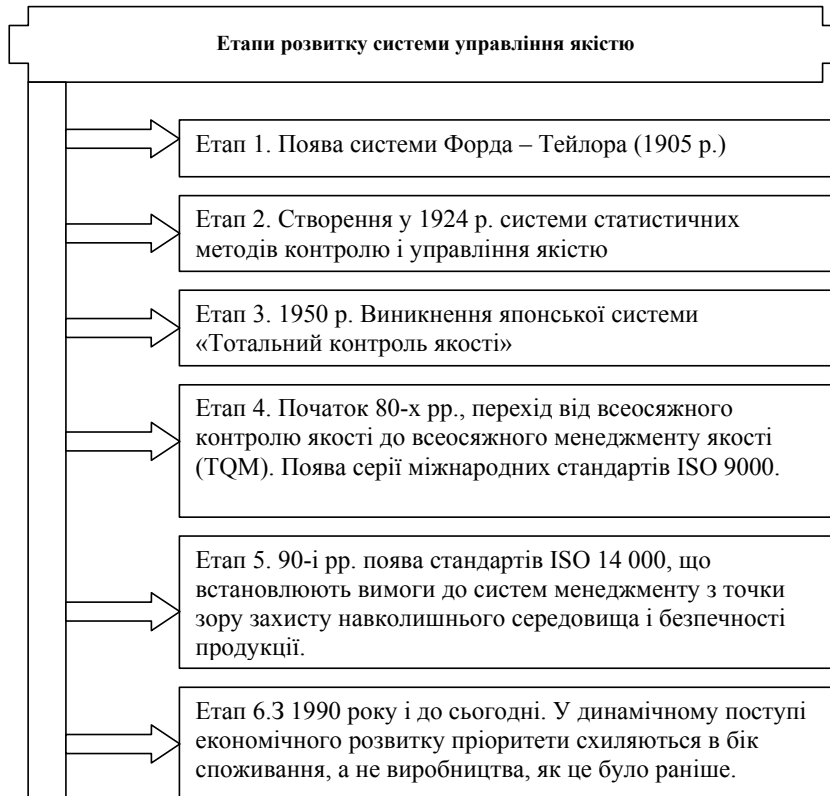 Етапи розвитку системи управління якістю
Етап 1. Поява системи Форда – Тейлора (1905 р.)
Етап 2. Створення у 1924 р. системи статистичних
методів контролю і управління якістю
Етап 3. 1950 р. Виникнення японської системи
«Тотальний контроль якості»
Етап 4. Початок 80-х рр., перехід від всеосяжного
контролю якості до всеосяжного менеджменту якості
(TQM). Поява серії міжнародних стандартів ISO 9000.
Етап 5. 90-і рр. поява стандартів ISO 14 000, що
встановлюють вимоги до систем менеджменту з точки
зору захисту навколишнього середовища і безпечності
продукції.
Етап 6.З 1990 року і до сьогодні. У динамічному поступі
економічного розвитку пріоритети схиляються в бік
споживання, а не виробництва, як це було раніше.